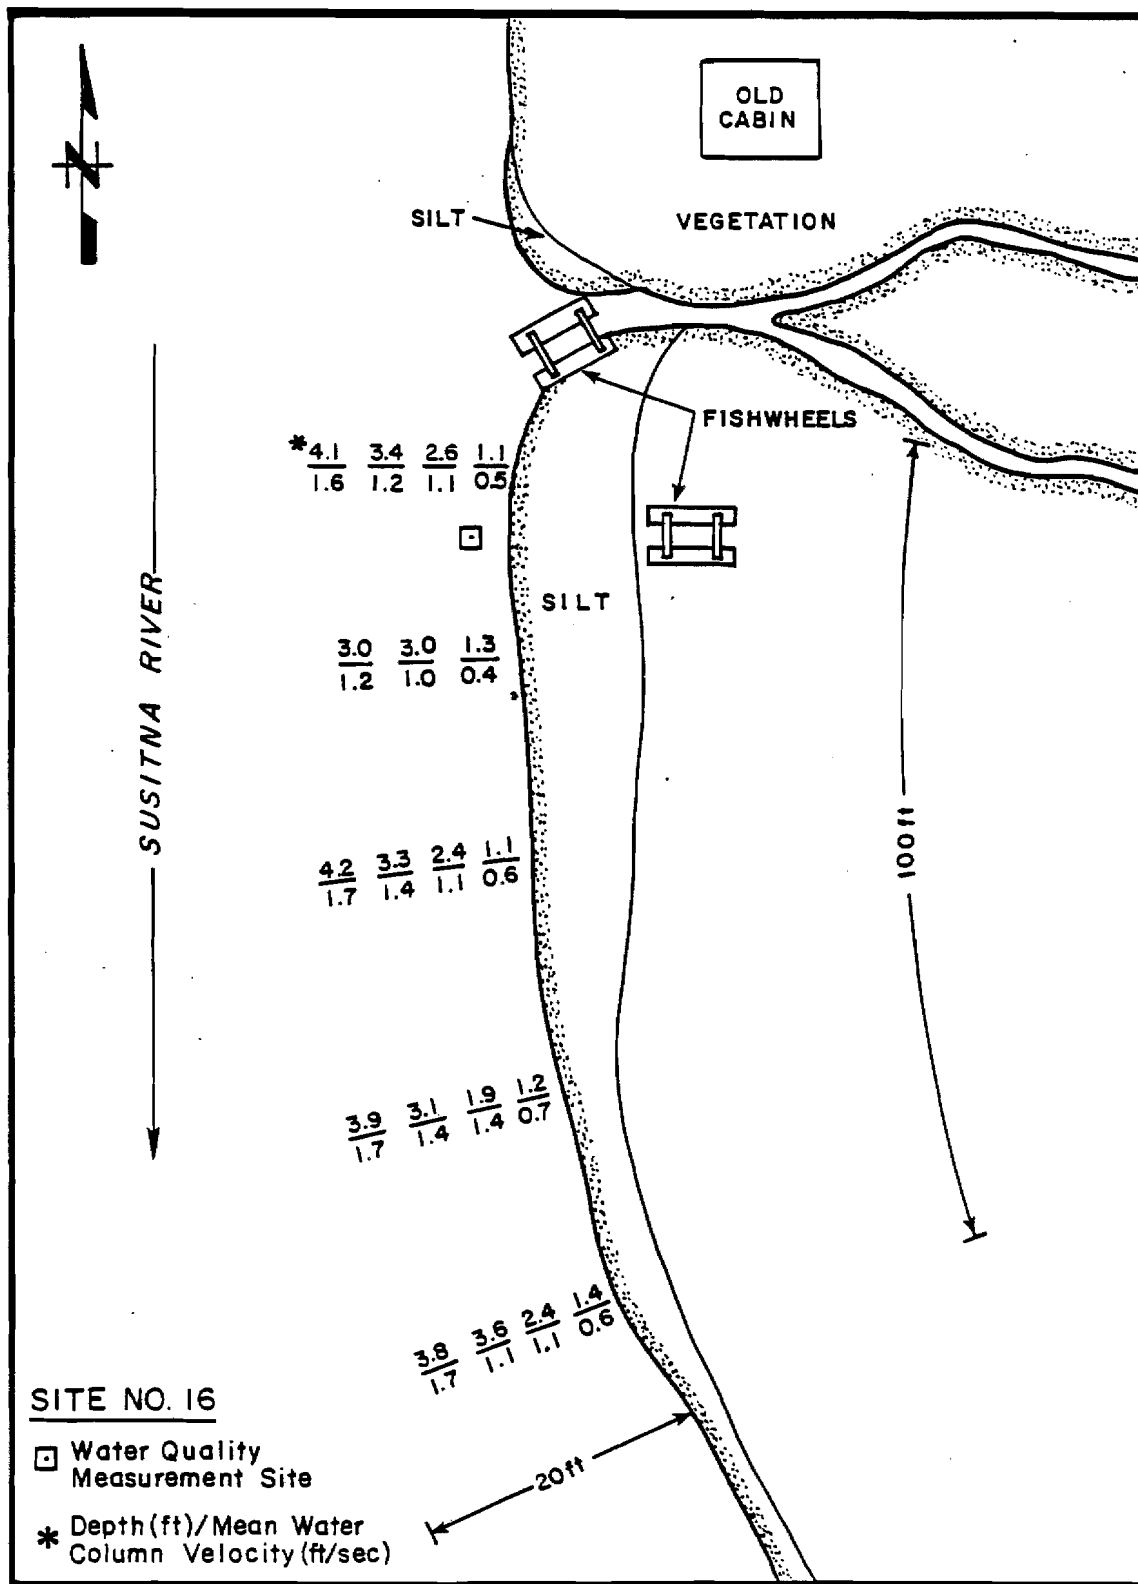 OLD
CABIN
N
SILT
VEGETATION
FISHWHEELS
*4.1/1.6 3.4/1.2 2.6/1.1 1.1/0.5
SILT
SUSITNA RIVER
3.0/1.2 3.0/1.0 1.3/0.4
100ft
4.2/1.7 3.3/1.4 2.4/1.1 1.1/0.6
3.9/1.7 3.1/1.4 1.9/1.4 1.2/0.7
3.8/1.7 3.6/1.1 2.4/1.1 1.4/0.6
20ft
SITE NO. 16
Water Quality
Measurement Site
* Depth(ft)/Mean Water
Column Velocity(ft/sec)